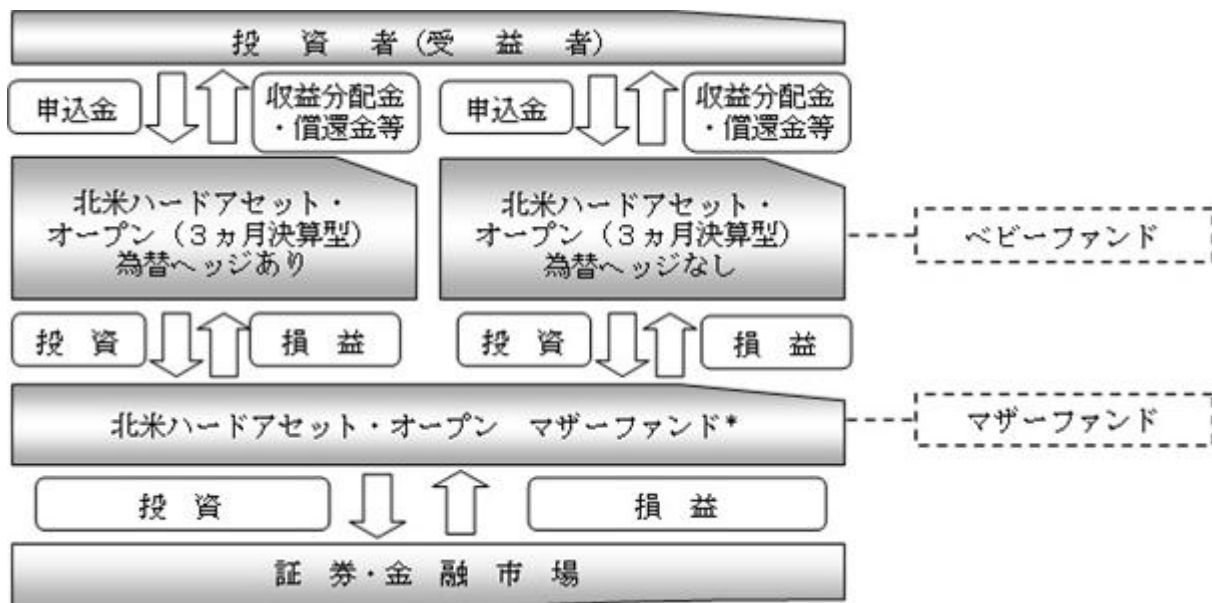 投 資 者(受 益 者)
申込金
収益分配金
・償還金等
申込金
収益分配金
・償還金等
北米ハードアセット・
オープン（３ヵ月決算型）
為替ヘッジあり
北米ハードアセット・
オープン（３ヵ月決算型）
為替ヘッジなし
ベビーファンド
投 資
損 益
投 資
損 益
北米ハードアセット・オープン　マザーファンド*
マザーファンド
投 資
損 益
証 券・金 融 市 場